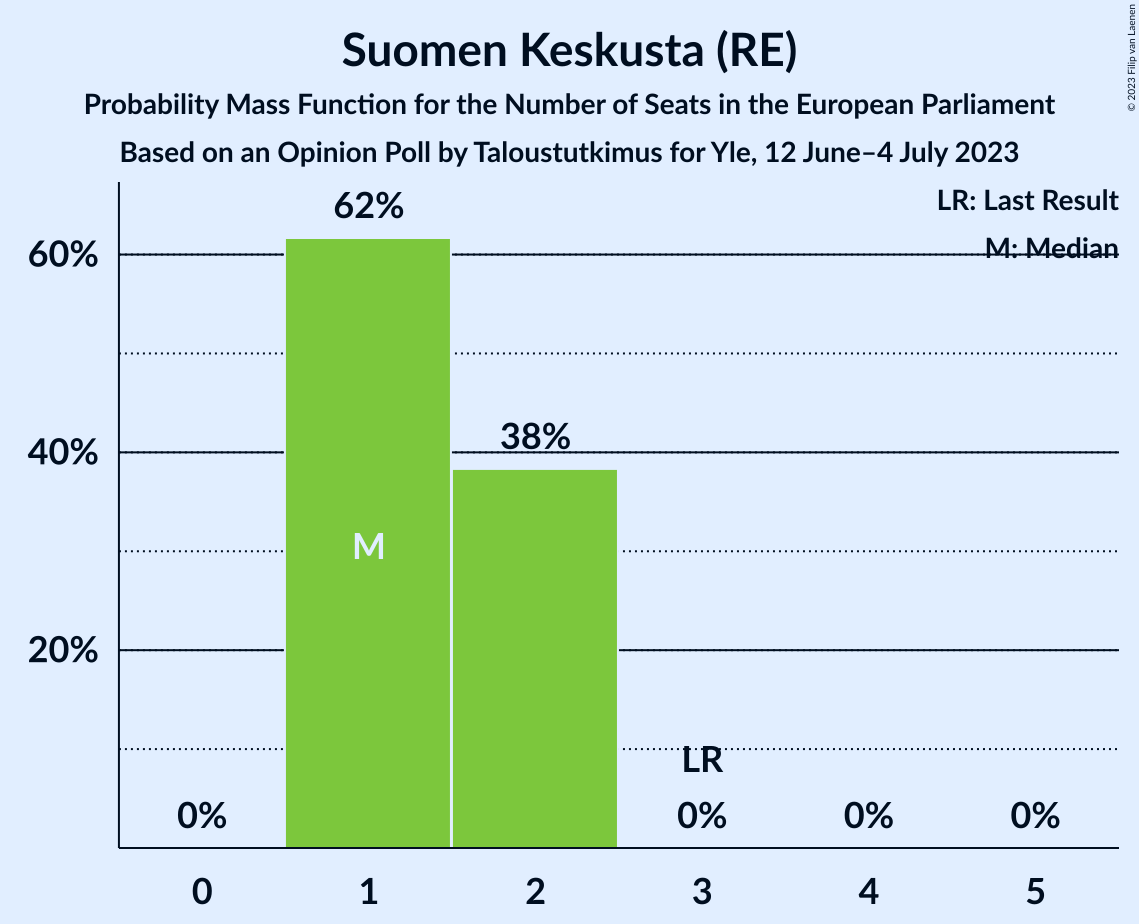 Suomen Keskusta (RE)
Probability Mass Function for the Number of Seats in the European Parliament
Based on an Opinion Poll by Taloustutkimus for Yle, 12 June–4 July 2023
© 2023 Filip van Laenen
LR: Last Result
M: Median
60%
40%
20%
62%
38%
M
LR
0%
0%
0%
0%
0 1 2 3 4 5